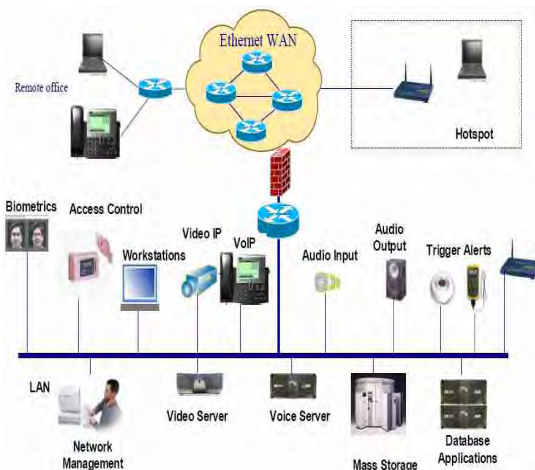 Ethernet WAN
Remote office
Hotspot
Biometrics
Access Control
Workstations
Video IP
VoIP
Audio Input
Audio
Output
Trigger Alerts
LAN
Network
Management
Video Server
Voice Server
Mass Storage
Database
Applications